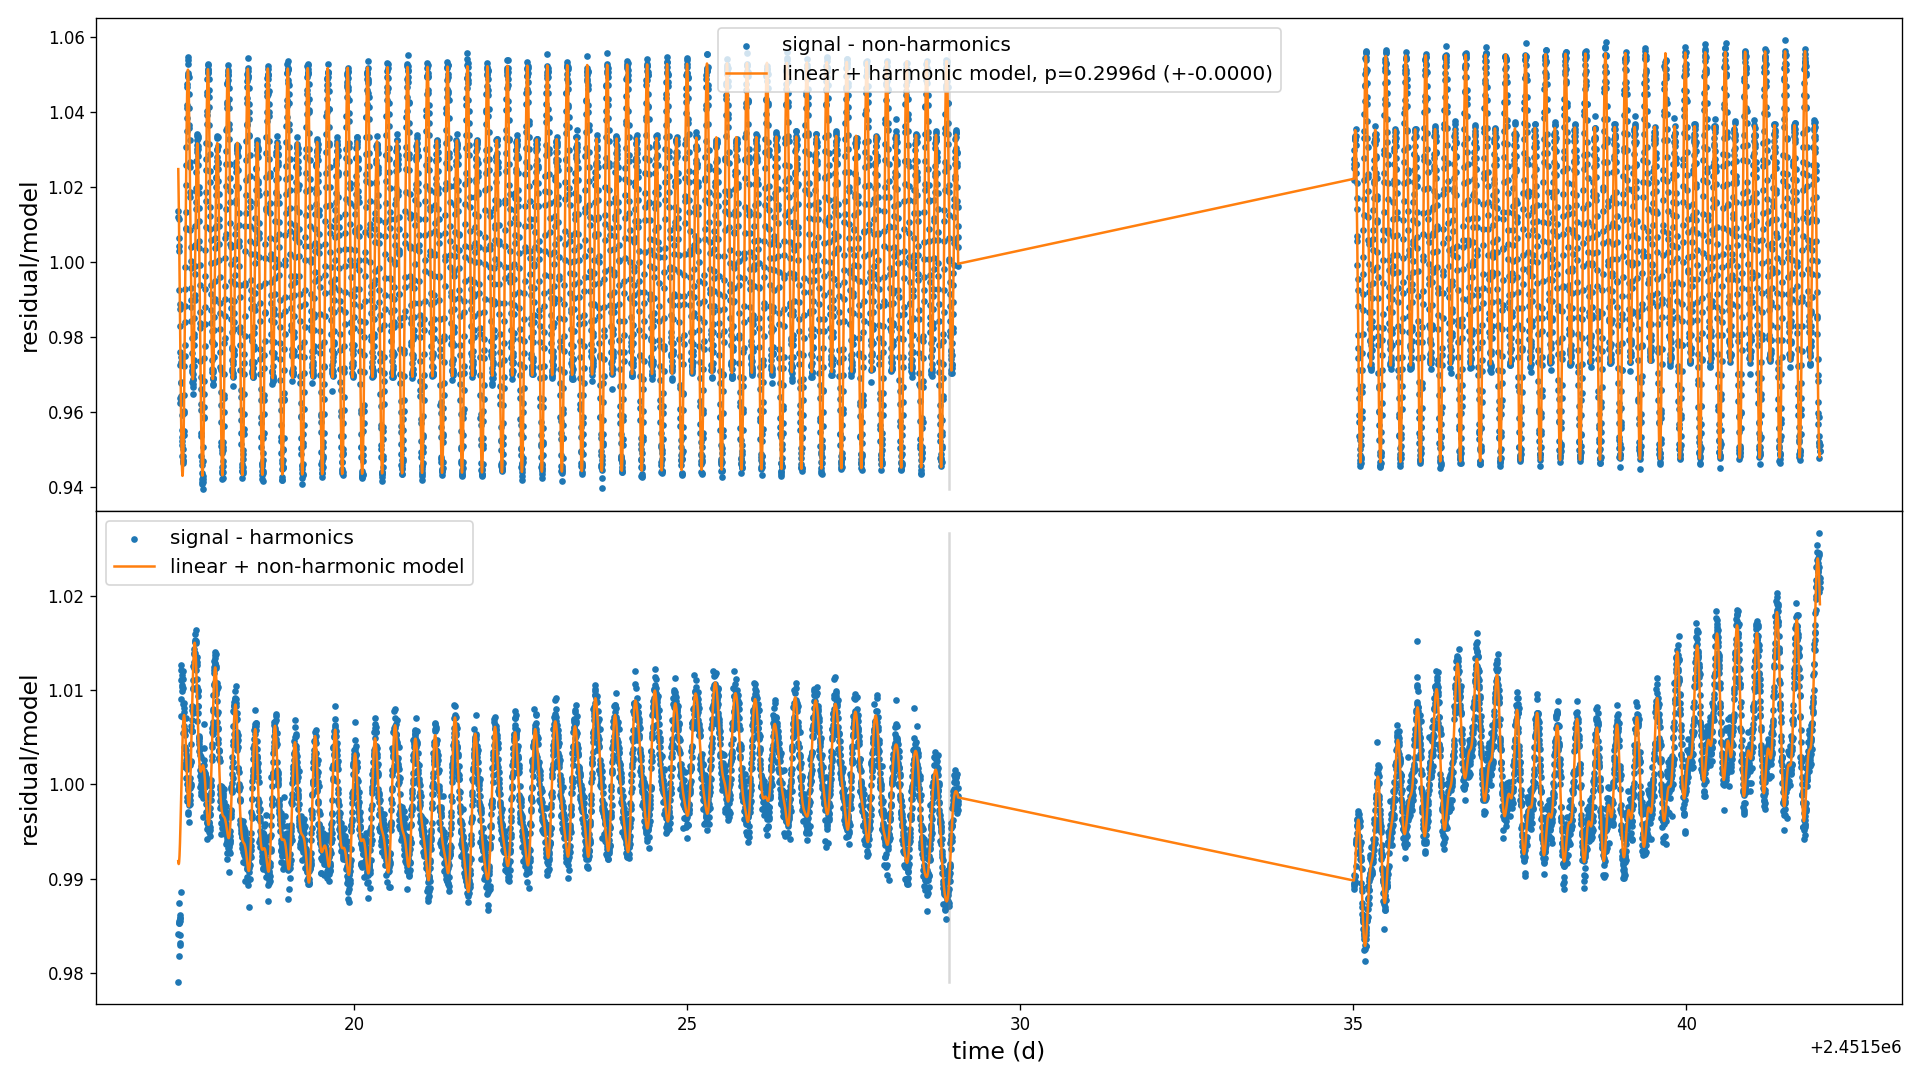 signal - non-harmonics
linear + harmonic model, p=0.2996d (+-0.0000)
1.06
1.04
1.02
1.00
0.98
0.96
0.94
residual/model
signal - harmonics
linear + non-harmonic model
1.02
1.01
1.00
0.99
0.98
residual/model
20
25
30
35
40
time (d)
+2.4515e6